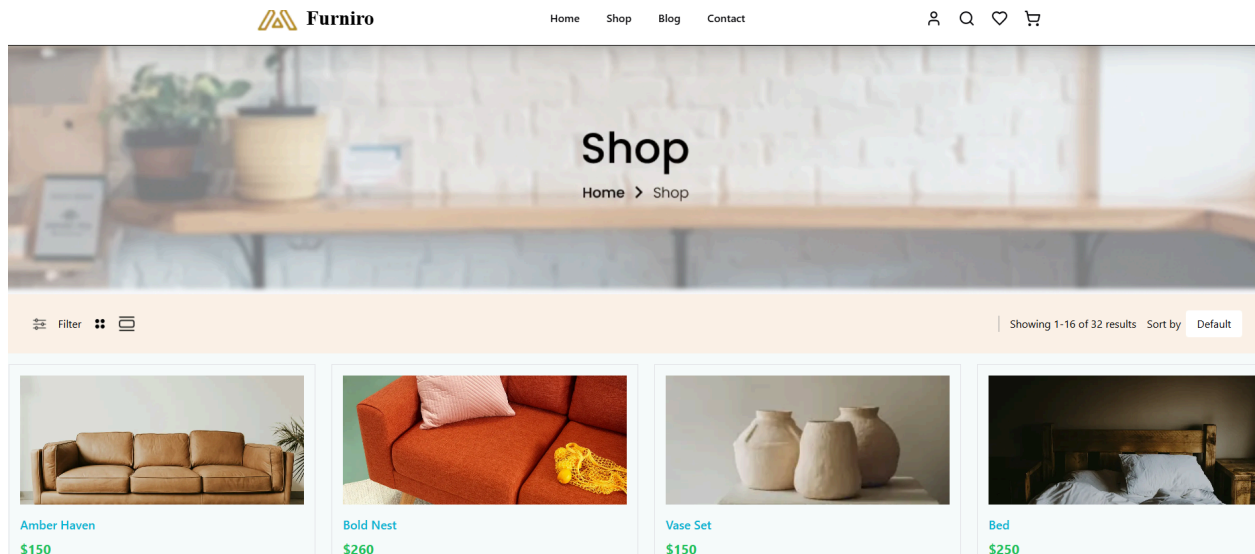 Furniro
Home Shop Blog Contact
Shop
Home > Shop
Filter
Showing 1-16 of 32 results Sort by Default
Amber Haven
Bold Nest
Vase Set
Bed
$150
$260
$150
$250